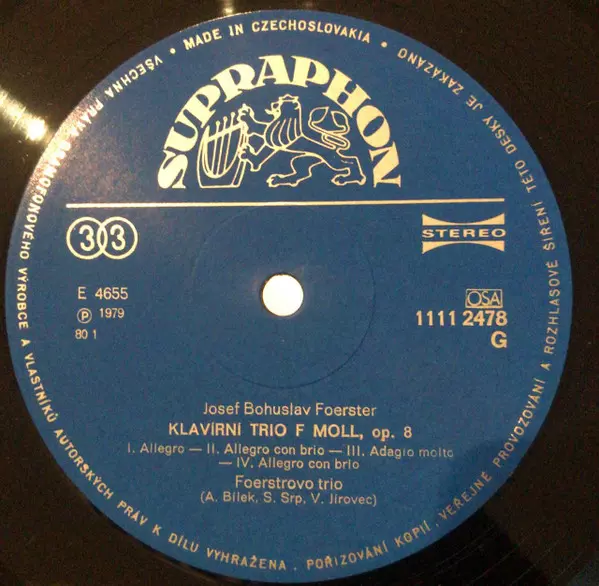 • MADE IN CZECHOSLOVAKIA •
SUPRAPHON
33
STEREO
E 4655
℗ 1979
80 1
OSA
1111 2478
G
Josef Bohuslav Foerster
KLAVÍRNÍ TRIO F MOLL, op. 8
I. Allegro — II. Allegro con brio — III. Adagio molto
— IV. Allegro con brio
Foerstrovo trio
(A. Bílek, S. Srp, V. Jírovec)
VŠECHNA PRÁVA GRAMOFONOVÉHO VÝROBCE A VLASTNÍKŮ AUTORSKÝCH PRÁV K DÍLU VYHRAŽENA . POŘIZOVÁNÍ KOPIÍ . VEŘEJNÉ PROVOZOVÁNÍ A ROZHLASOVÉ ŠÍŘENÍ TÉTO DESKY JE ZAKÁZÁNO